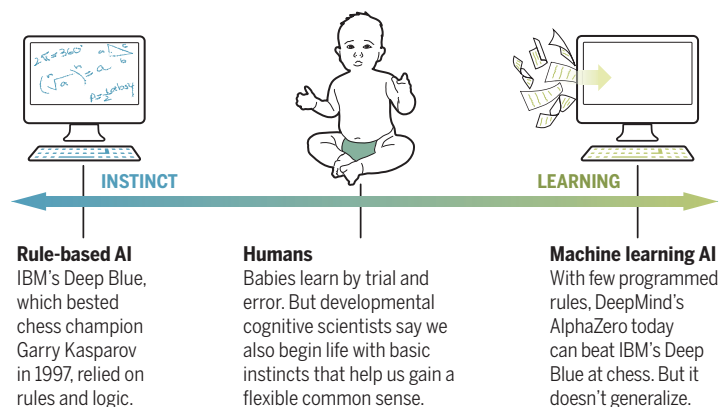 2π = 360°
a c
b
(ⁿ√a)ⁿ = a
INSTINCT
LEARNING
Rule-based AI
IBM’s Deep Blue,
which bested
chess champion
Garry Kasparov
in 1997, relied on
rules and logic.
Humans
Babies learn by trial and
error. But developmental
cognitive scientists say we
also begin life with basic
instincts that help us gain a
flexible common sense.
Machine learning AI
With few programmed
rules, DeepMind’s
AlphaZero today
can beat IBM’s Deep
Blue at chess. But it
doesn’t generalize.